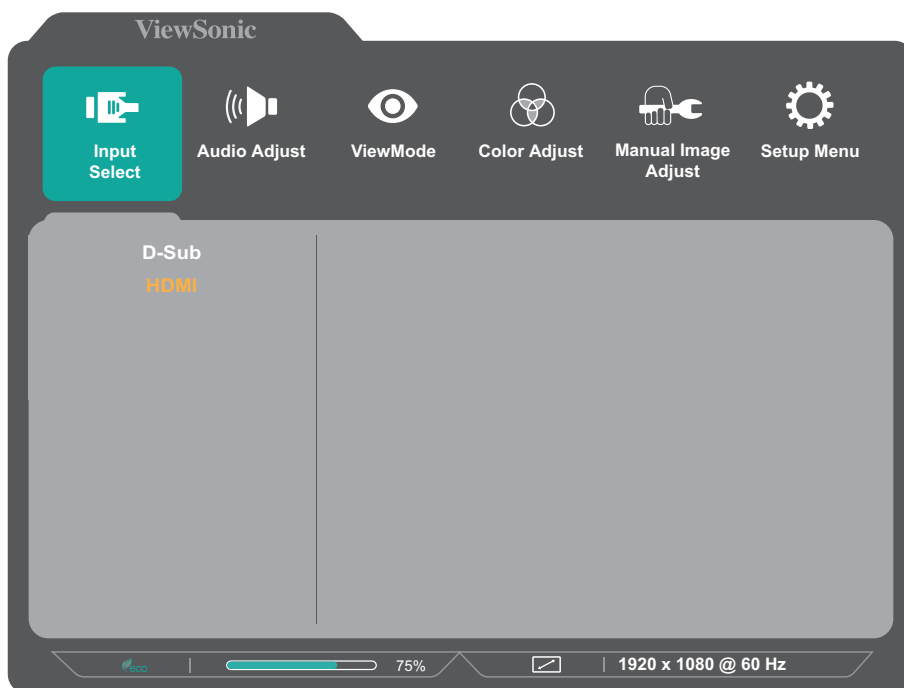 ViewSonic
Input Select
Audio Adjust
ViewMode
Color Adjust
Manual Image Adjust
Setup Menu
D-Sub
HDMI
eco
75%
1920 x 1080 @ 60 Hz